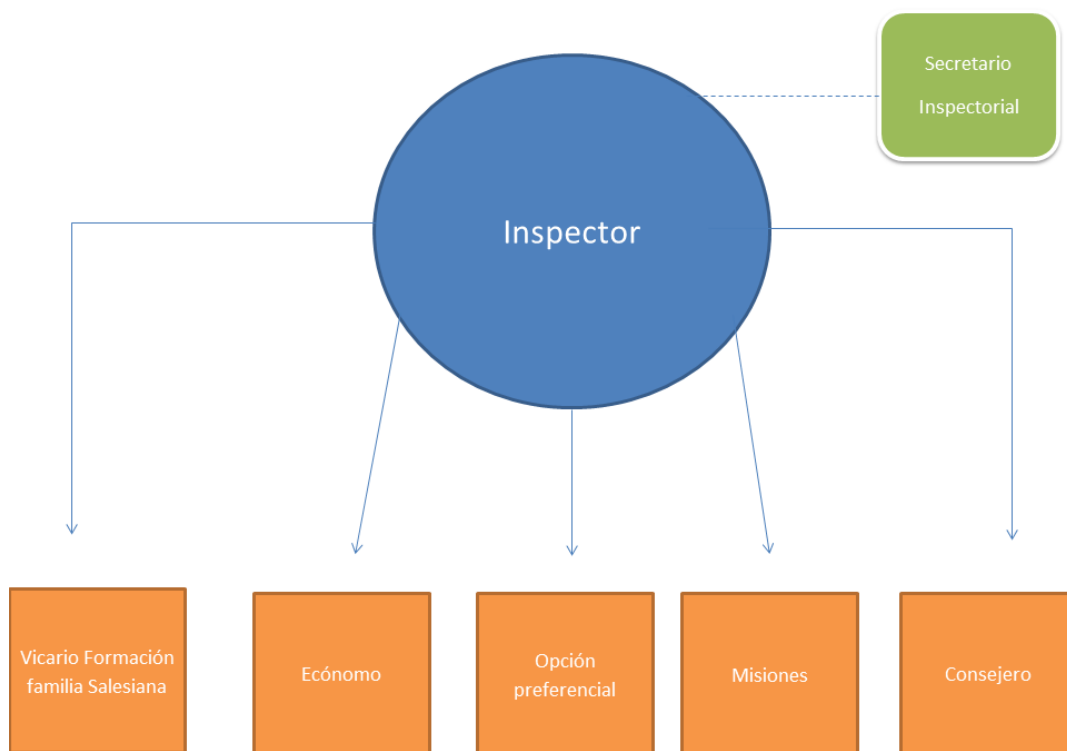 Secretario
Inspectorial
Inspector
Vicario Formación
familia Salesiana
Ecónomo
Opción
preferencial
Misiones
Consejero